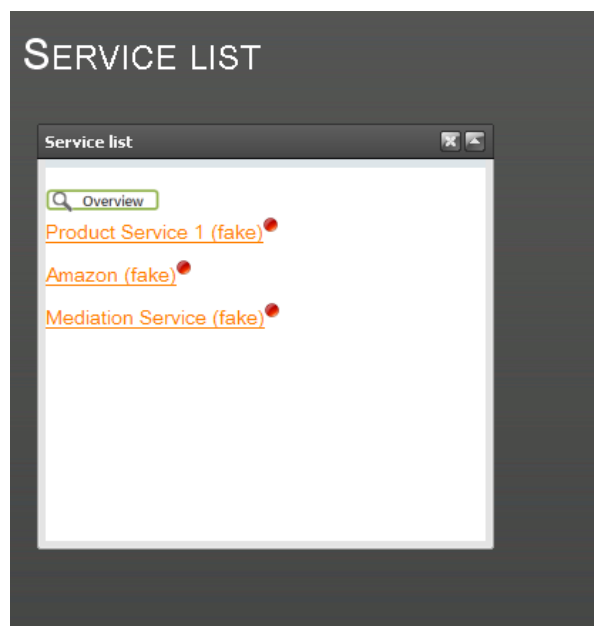 SERVICE LIST
Service list
Overview
Product Service 1 (fake)
Amazon (fake)
Mediation Service (fake)